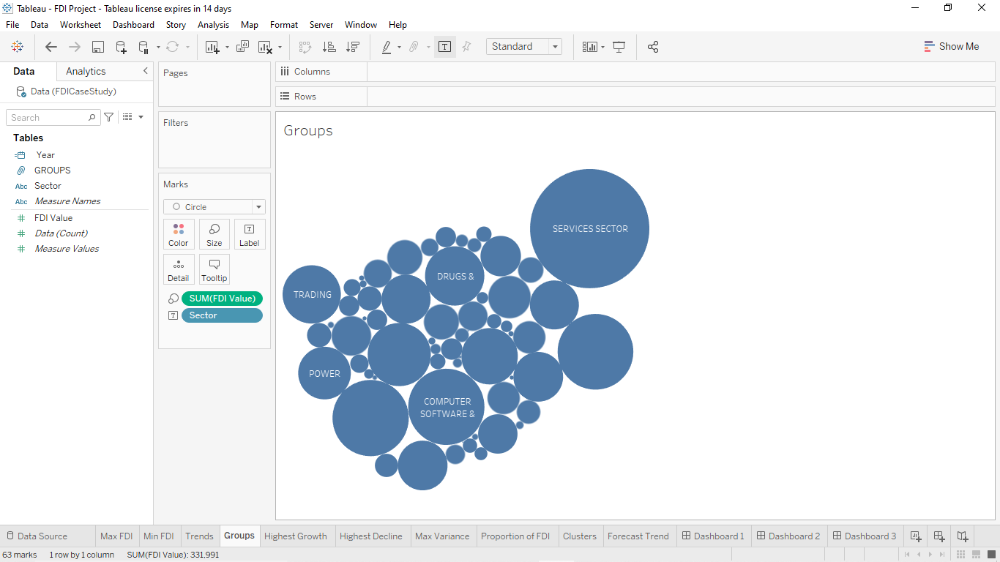 Tableau - FDI Project - Tableau license expires in 14 days
File Data Worksheet Dashboard Story Analysis Map Format Server Window Help
Standard
Show Me
Data Analytics
Data (FDICaseStudy)
Search
Tables
Year
GROUPS
Abc Sector
Abc Measure Names
FDI Value
Data (Count)
Measure Values
Pages
Filters
Marks
Circle
Color Size Label
Detail Tooltip
SUM(FDI Value)
Sector
Columns
Rows
Groups
SERVICES SECTOR
DRUGS &
TRADING
POWER
COMPUTER
SOFTWARE &
Data Source Max FDI Min FDI Trends Groups Highest Growth Highest Decline Max Variance Proportion of FDI Clusters Forecast Trend Dashboard 1 Dashboard 2 Dashboard 3
63 marks 1 row by 1 column SUM(FDI Value): 331,991